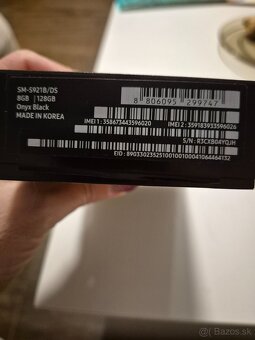 SM-S921B/DS
8GB | 128GB
Onyx Black
MADE IN KOREA
8 806095 299747
IMEI 1 : 358673443596020 IMEI 2 : 359183933596026
S/N : R3CXB04YQJH
EID : 89033023525100100100041064464132
© Bazos.sk